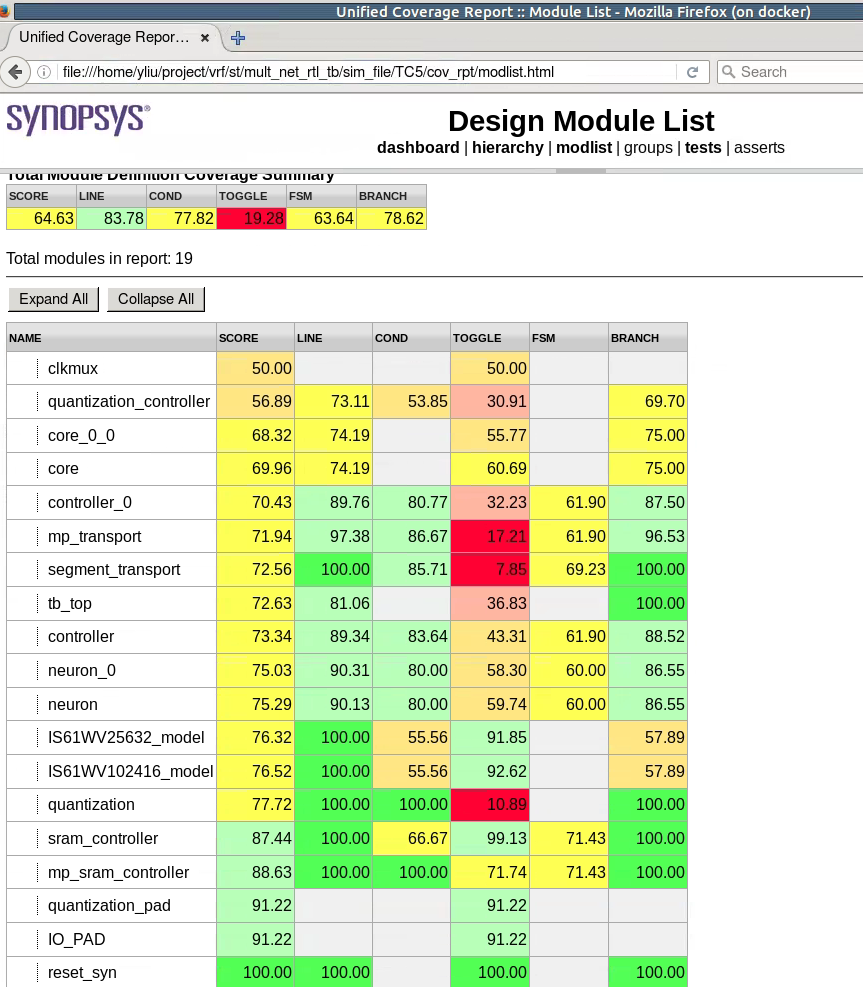 Unified Coverage Report :: Module List - Mozilla Firefox (on docker)
Unified Coverage Repor… ×
file:///home/yliu/project/vrf/st/mult_net_rtl_tb/sim_file/TC5/cov_rpt/modlist.html Search
SYNOPSYS® Design Module List
dashboard | hierarchy | modlist | groups | tests | asserts
Total Module Definition Coverage Summary
SCORE LINE COND TOGGLE FSM BRANCH
64.63 83.78 77.82 19.28 63.64 78.62
Total modules in report: 19
Expand All Collapse All
NAME SCORE LINE COND TOGGLE FSM BRANCH
clkmux 50.00 50.00
quantization_controller 56.89 73.11 53.85 30.91 69.70
core_0_0 68.32 74.19 55.77 75.00
core 69.96 74.19 60.69 75.00
controller_0 70.43 89.76 80.77 32.23 61.90 87.50
mp_transport 71.94 97.38 86.67 17.21 61.90 96.53
segment_transport 72.56 100.00 85.71 7.85 69.23 100.00
tb_top 72.63 81.06 36.83 100.00
controller 73.34 89.34 83.64 43.31 61.90 88.52
neuron_0 75.03 90.31 80.00 58.30 60.00 86.55
neuron 75.29 90.13 80.00 59.74 60.00 86.55
IS61WV25632_model 76.32 100.00 55.56 91.85 57.89
IS61WV102416_model 76.52 100.00 55.56 92.62 57.89
quantization 77.72 100.00 100.00 10.89 100.00
sram_controller 87.44 100.00 66.67 99.13 71.43 100.00
mp_sram_controller 88.63 100.00 100.00 71.74 71.43 100.00
quantization_pad 91.22 91.22
IO_PAD 91.22 91.22
reset_syn 100.00 100.00 100.00 100.00